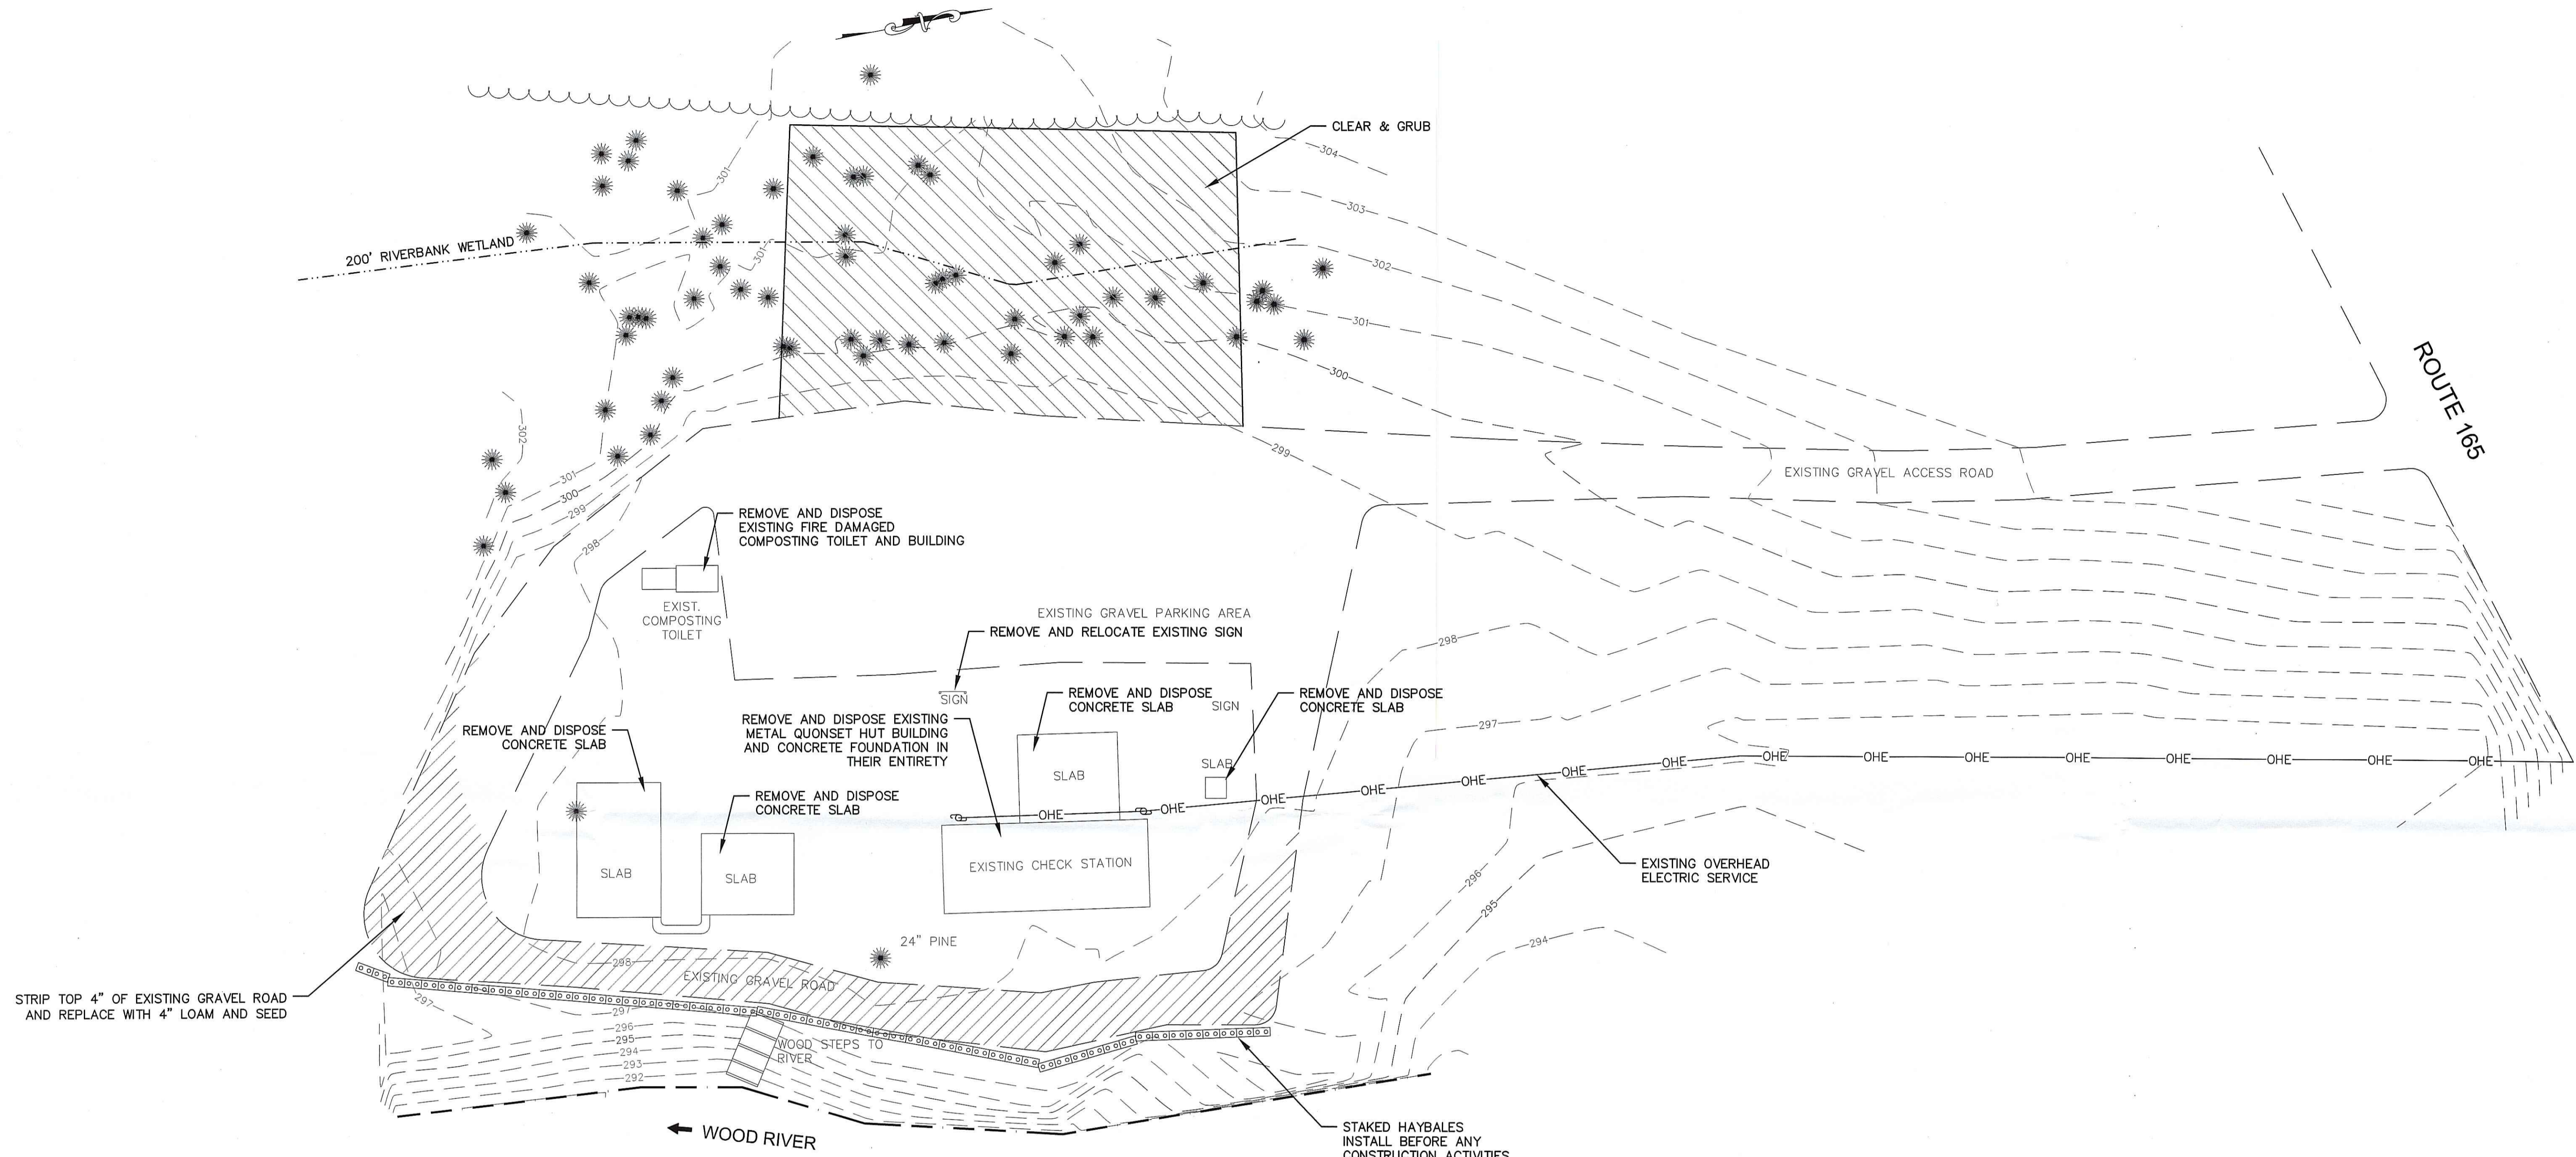 N
CLEAR & GRUB
304
301
303
200' RIVERBANK WETLAND
301
302
301
300
ROUTE 165
302
299
301
300
299
EXISTING GRAVEL ACCESS ROAD
298
REMOVE AND DISPOSE
EXISTING FIRE DAMAGED
COMPOSTING TOILET AND BUILDING
EXIST.
COMPOSTING
TOILET
EXISTING GRAVEL PARKING AREA
REMOVE AND RELOCATE EXISTING SIGN
298
SIGN
REMOVE AND DISPOSE
CONCRETE SLAB
SIGN
REMOVE AND DISPOSE
CONCRETE SLAB
297
REMOVE AND DISPOSE
CONCRETE SLAB
REMOVE AND DISPOSE EXISTING
METAL QUONSET HUT BUILDING
AND CONCRETE FOUNDATION IN
THEIR ENTIRETY
SLAB
SLAB
REMOVE AND DISPOSE
CONCRETE SLAB
OHE OHE OHE OHE OHE OHE OHE OHE OHE OHE OHE OHE OHE OHE OHE
EXISTING CHECK STATION
EXISTING OVERHEAD
ELECTRIC SERVICE
SLAB
SLAB
296
295
294
24" PINE
298
EXISTING GRAVEL ROAD
STRIP TOP 4" OF EXISTING GRAVEL ROAD
AND REPLACE WITH 4" LOAM AND SEED
297
297
296
295
294
293
292
WOOD STEPS TO
RIVER
WOOD RIVER
STAKED HAYBALES
INSTALL BEFORE ANY
CONSTRUCTION ACTIVITIES